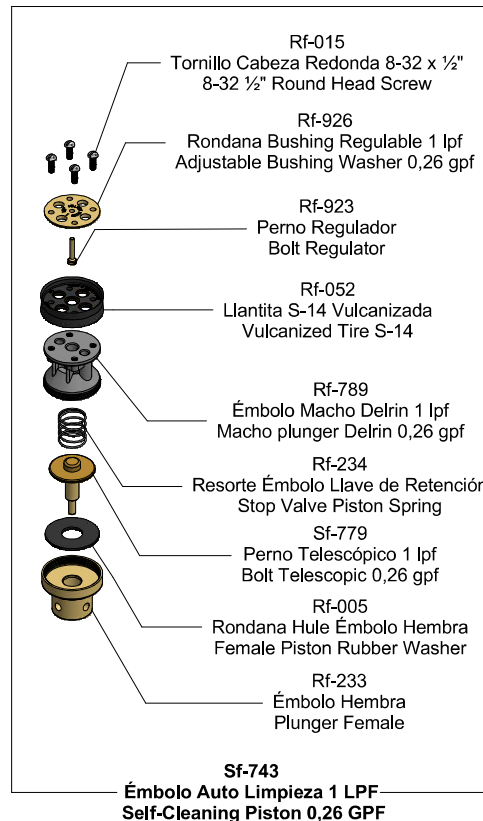 Rf-015
Tornillo Cabeza Redonda 8-32 x ½"
8-32 ½" Round Head Screw
Rf-926
Rondana Bushing Regulable 1 lpf
Adjustable Bushing Washer 0,26 gpf
Rf-923
Perno Regulador
Bolt Regulator
Rf-052
Llantita S-14 Vulcanizada
Vulcanized Tire S-14
Rf-789
Émbolo Macho Delrin 1 lpf
Macho plunger Delrin 0,26 gpf
Rf-234
Resorte Émbolo Llave de Retención
Stop Valve Piston Spring
Sf-779
Perno Telescópico 1 lpf
Bolt Telescopic 0,26 gpf
Rf-005
Rondana Hule Émbolo Hembra
Female Piston Rubber Washer
Rf-233
Émbolo Hembra
Plunger Female
Sf-743
Émbolo Auto Limpieza 1 LPF
Self-Cleaning Piston 0,26 GPF